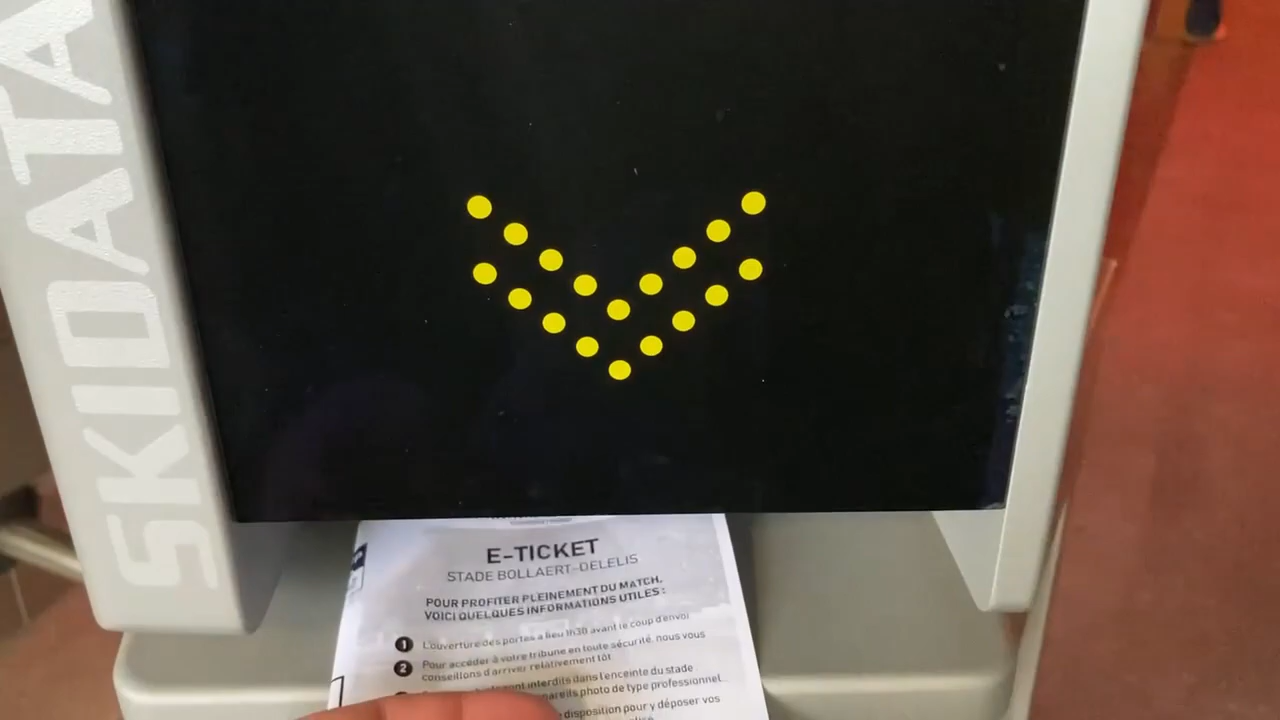 SKIDATA
E-TICKET
STADE BOLLAERT-DELELIS
POUR PROFITER PLEINEMENT DU MATCH,
VOICI QUELQUES INFORMATIONS UTILES :
1 L'ouverture des portes a lieu 1h30 avant le coup d'envoi
2 Pour accéder à votre tribune en toute sécurité, nous vous
conseillons d'arriver relativement tôt
interdits dans l'enceinte du stade
photo de type professionnel
disposition pour y déposer vos